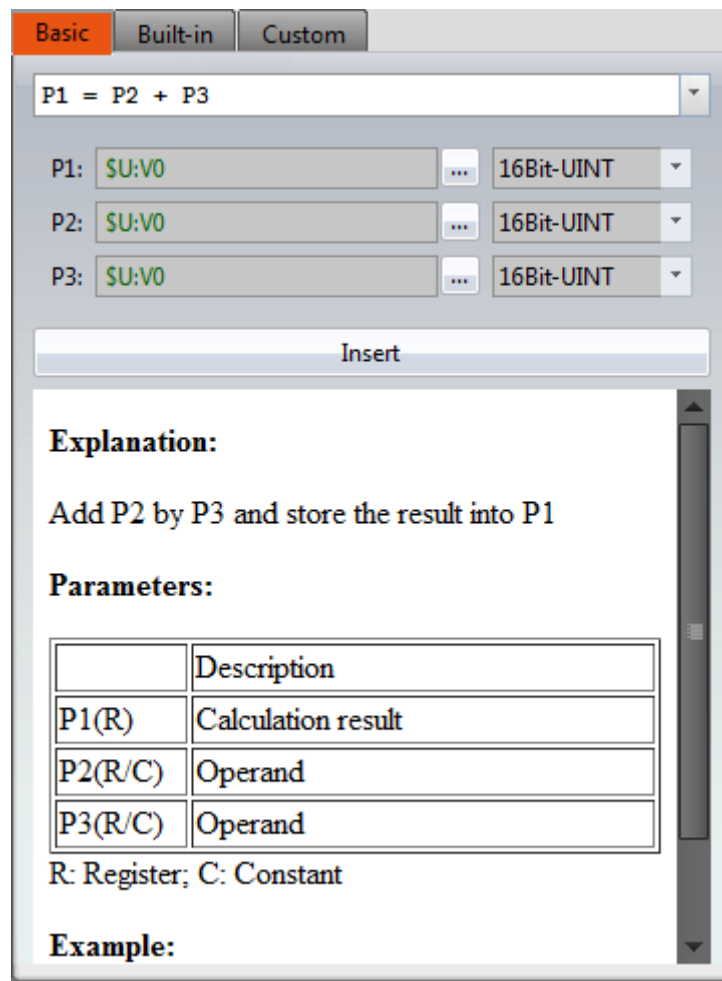 Basic Built-in Custom
P1 = P2 + P3
P1: $U:V0 ... 16Bit-UINT
P2: $U:V0 ... 16Bit-UINT
P3: $U:V0 ... 16Bit-UINT
Insert
Explanation:
Add P2 by P3 and store the result into P1
Parameters:
Description
P1(R) Calculation result
P2(R/C) Operand
P3(R/C) Operand
R: Register; C: Constant
Example: